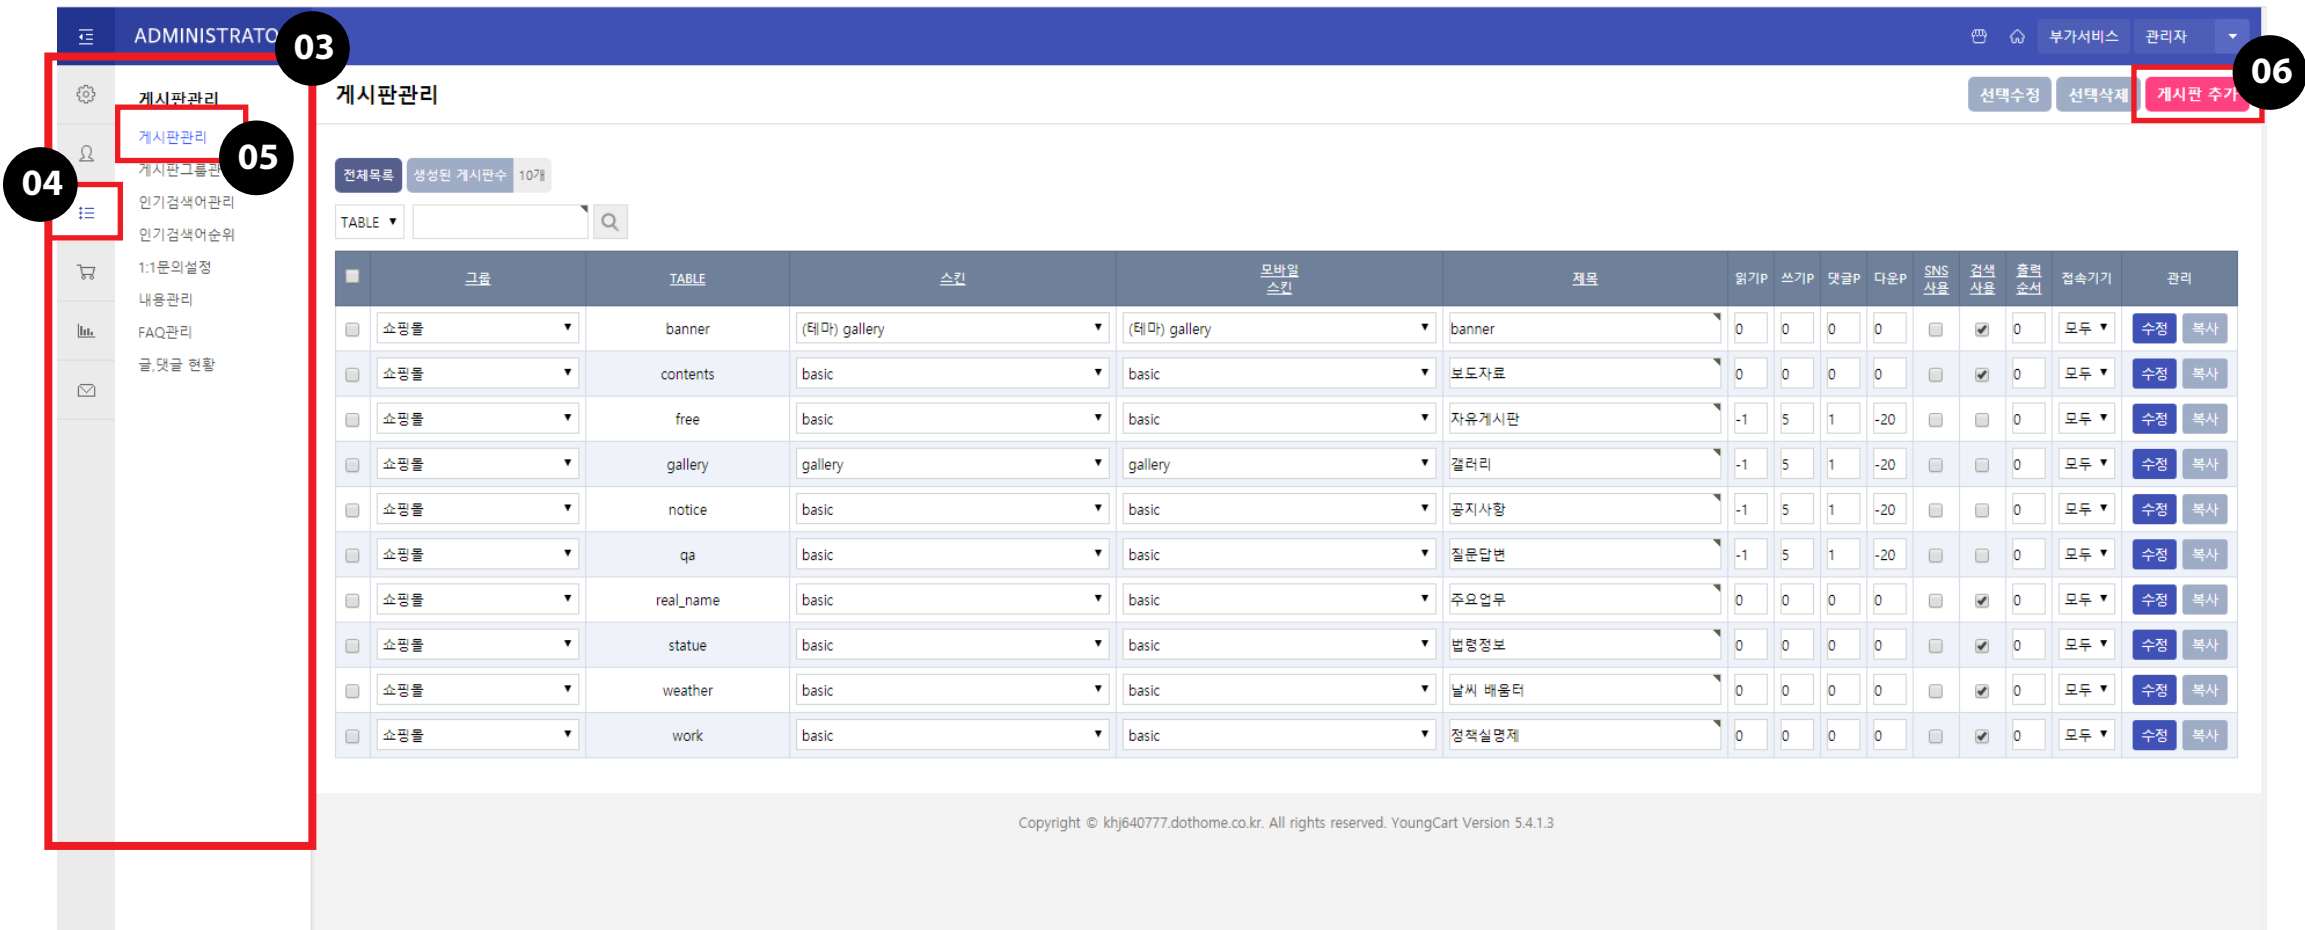 ADMINISTRATO
03
부가서비스 관리자
06
게시판관리
게시판관리
05
게시판그룹관
04
인기검색어관리
인기검색어순위
1:1문의설정
내용관리
FAQ관리
글,댓글 현황
게시판관리
선택수정 선택삭제 게시판 추가
전체목록 생성된 게시판수 10개
TABLE
그룹 TABLE 스킨 모바일 스킨 제목 읽기P 쓰기P 댓글P 다운P SNS 사용 검색 사용 출력 순서 접속기기 관리
쇼핑몰 banner (테마) gallery (테마) gallery banner 0 0 0 0 0 모두 수정 복사
쇼핑몰 contents basic basic 보도자료 0 0 0 0 0 모두 수정 복사
쇼핑몰 free basic basic 자유게시판 -1 5 1 -20 0 모두 수정 복사
쇼핑몰 gallery gallery gallery 갤러리 -1 5 1 -20 0 모두 수정 복사
쇼핑몰 notice basic basic 공지사항 -1 5 1 -20 0 모두 수정 복사
쇼핑몰 qa basic basic 질문답변 -1 5 1 -20 0 모두 수정 복사
쇼핑몰 real_name basic basic 주요업무 0 0 0 0 0 모두 수정 복사
쇼핑몰 statue basic basic 법령정보 0 0 0 0 0 모두 수정 복사
쇼핑몰 weather basic basic 날씨 배움터 0 0 0 0 0 모두 수정 복사
쇼핑몰 work basic basic 정책실명제 0 0 0 0 0 모두 수정 복사
Copyright © khj640777.dothome.co.kr. All rights reserved. YoungCart Version 5.4.1.3